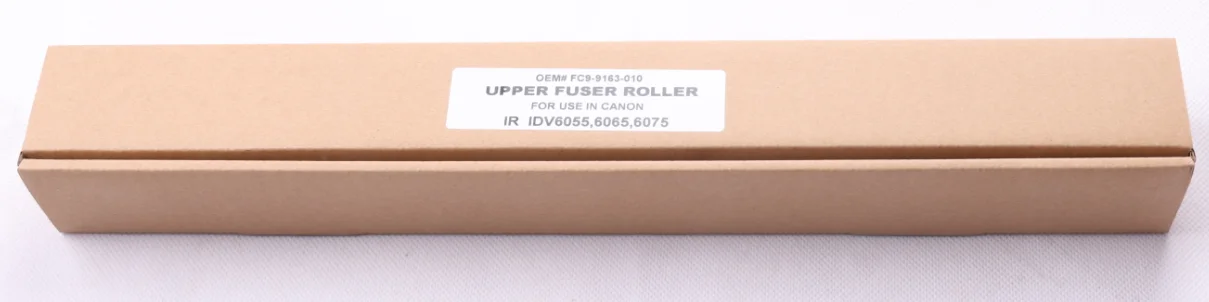 OEM# FC9-9163-010
UPPER FUSER ROLLER
FOR USE IN CANON
IR IDV6055,6065,6075